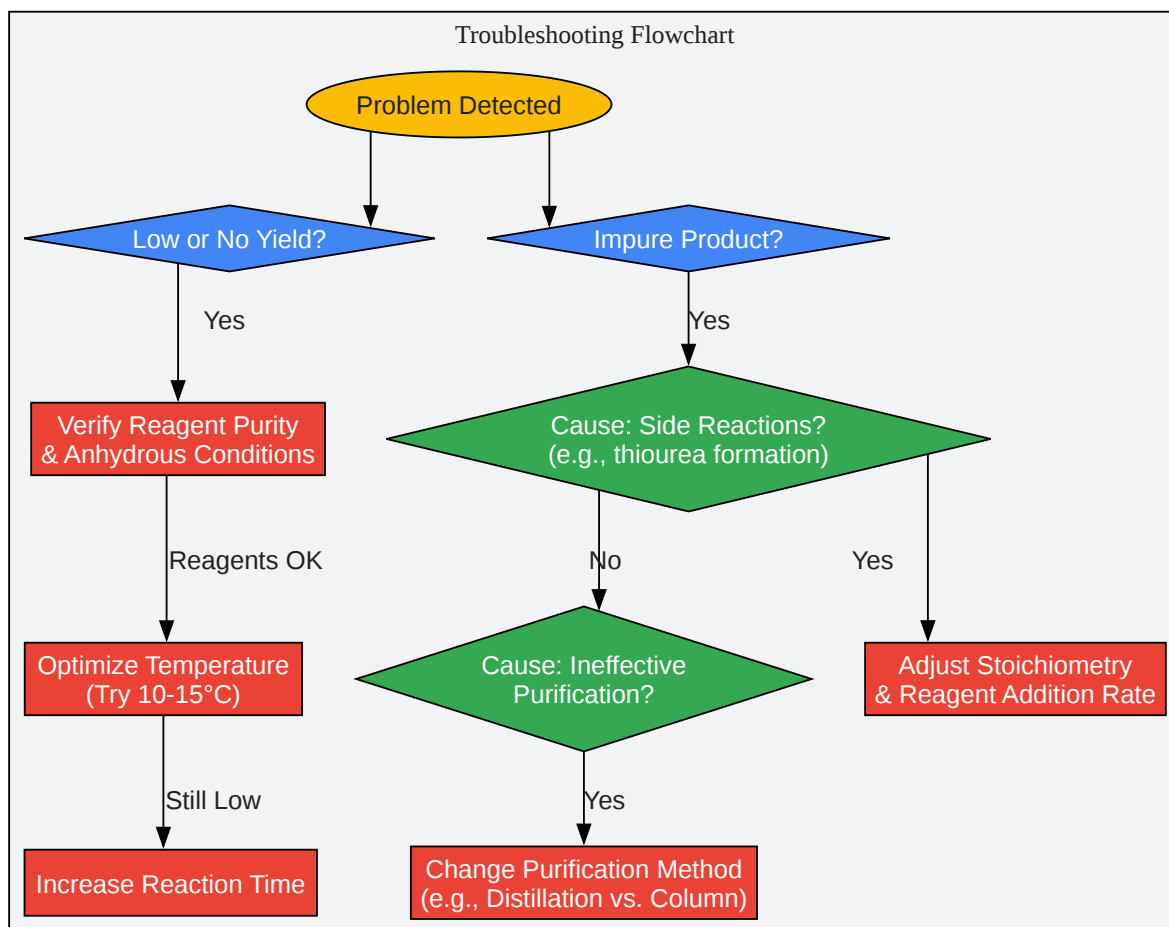 Troubleshooting Flowchart
Problem Detected
Low or No Yield?
Impure Product?
Yes
Yes
Verify Reagent Purity
& Anhydrous Conditions
Cause: Side Reactions?
(e.g., thiourea formation)
Reagents OK
No
Yes
Optimize Temperature
(Try 10-15°C)
Cause: Ineffective
Purification?
Adjust Stoichiometry
& Reagent Addition Rate
Still Low
Yes
Increase Reaction Time
Change Purification Method
(e.g., Distillation vs. Column)